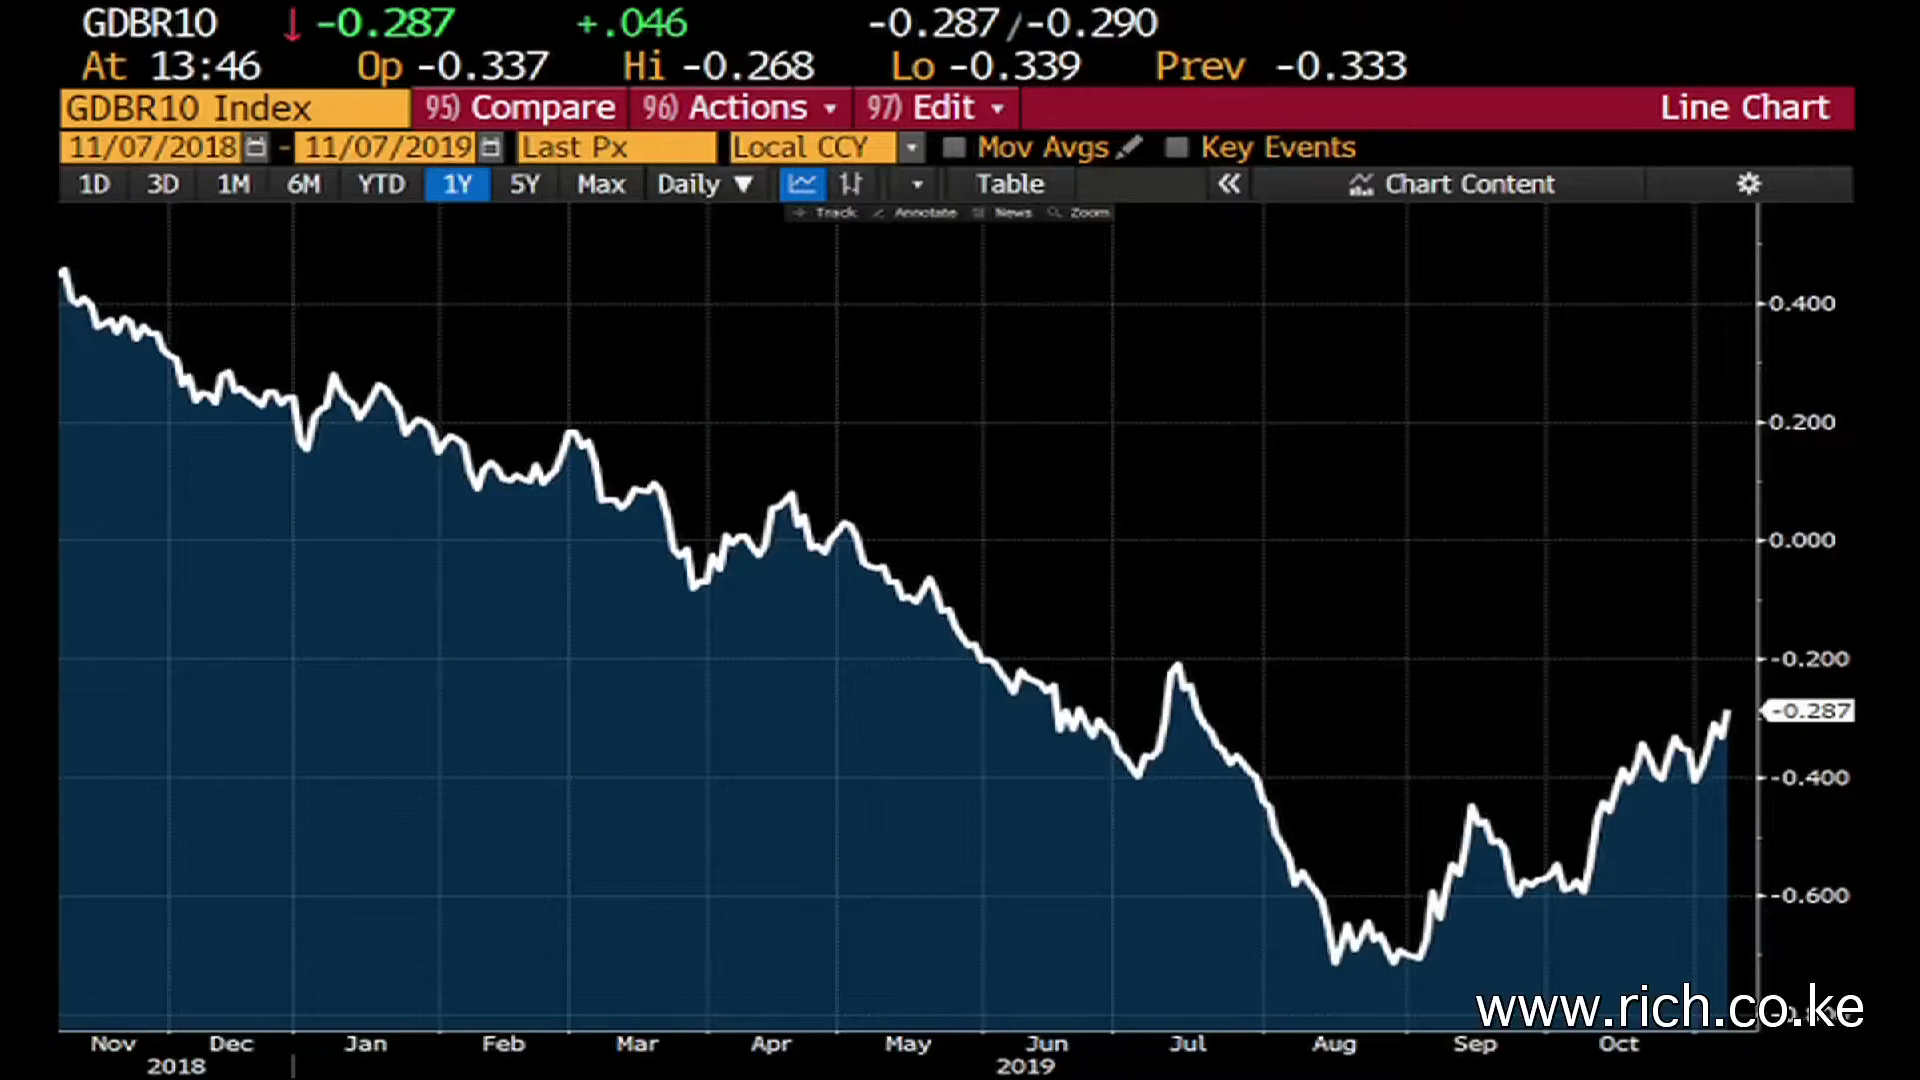 GDBR10 ↓ -0.287 +.046 -0.287/-0.290
At 13:46 Op -0.337 Hi -0.268 Lo -0.339 Prev -0.333
GDBR10 Index 95) Compare 96) Actions 97) Edit Line Chart
11/07/2018 - 11/07/2019 Last Px Local CCY Mov Avgs Key Events
1D 3D 1M 6M YTD 1Y 5Y Max Daily ▼ Table « Chart Content
Track Annotate News Zoom
0.400
0.200
0.000
-0.200
-0.287
-0.400
-0.600
www.rich.co.ke
Nov Dec Jan Feb Mar Apr May Jun Jul Aug Sep Oct
2018 2019